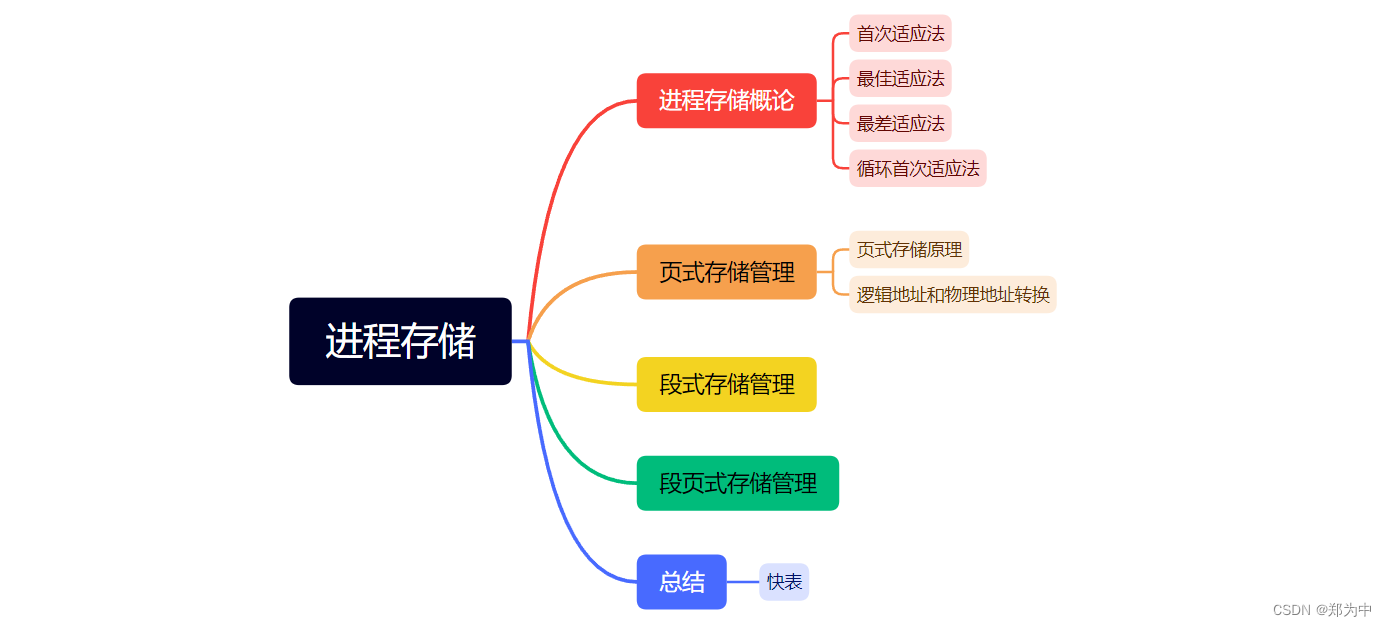 进程存储
进程存储概论
首次适应法
最佳适应法
最差适应法
循环首次适应法
页式存储管理
页式存储原理
逻辑地址和物理地址转换
段式存储管理
段页式存储管理
总结
快表
CSDN @郑为中